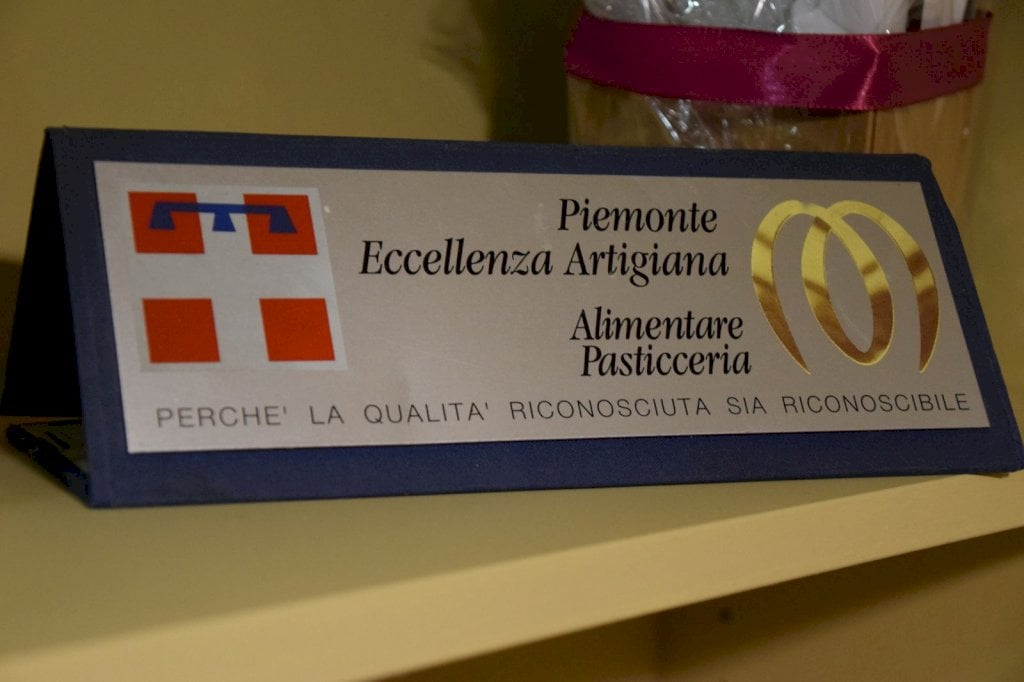 Piemonte
Eccellenza Artigiana
Alimentare
Pasticceria
PERCHE' LA QUALITA' RICONOSCIUTA SIA RICONOSCIBILE